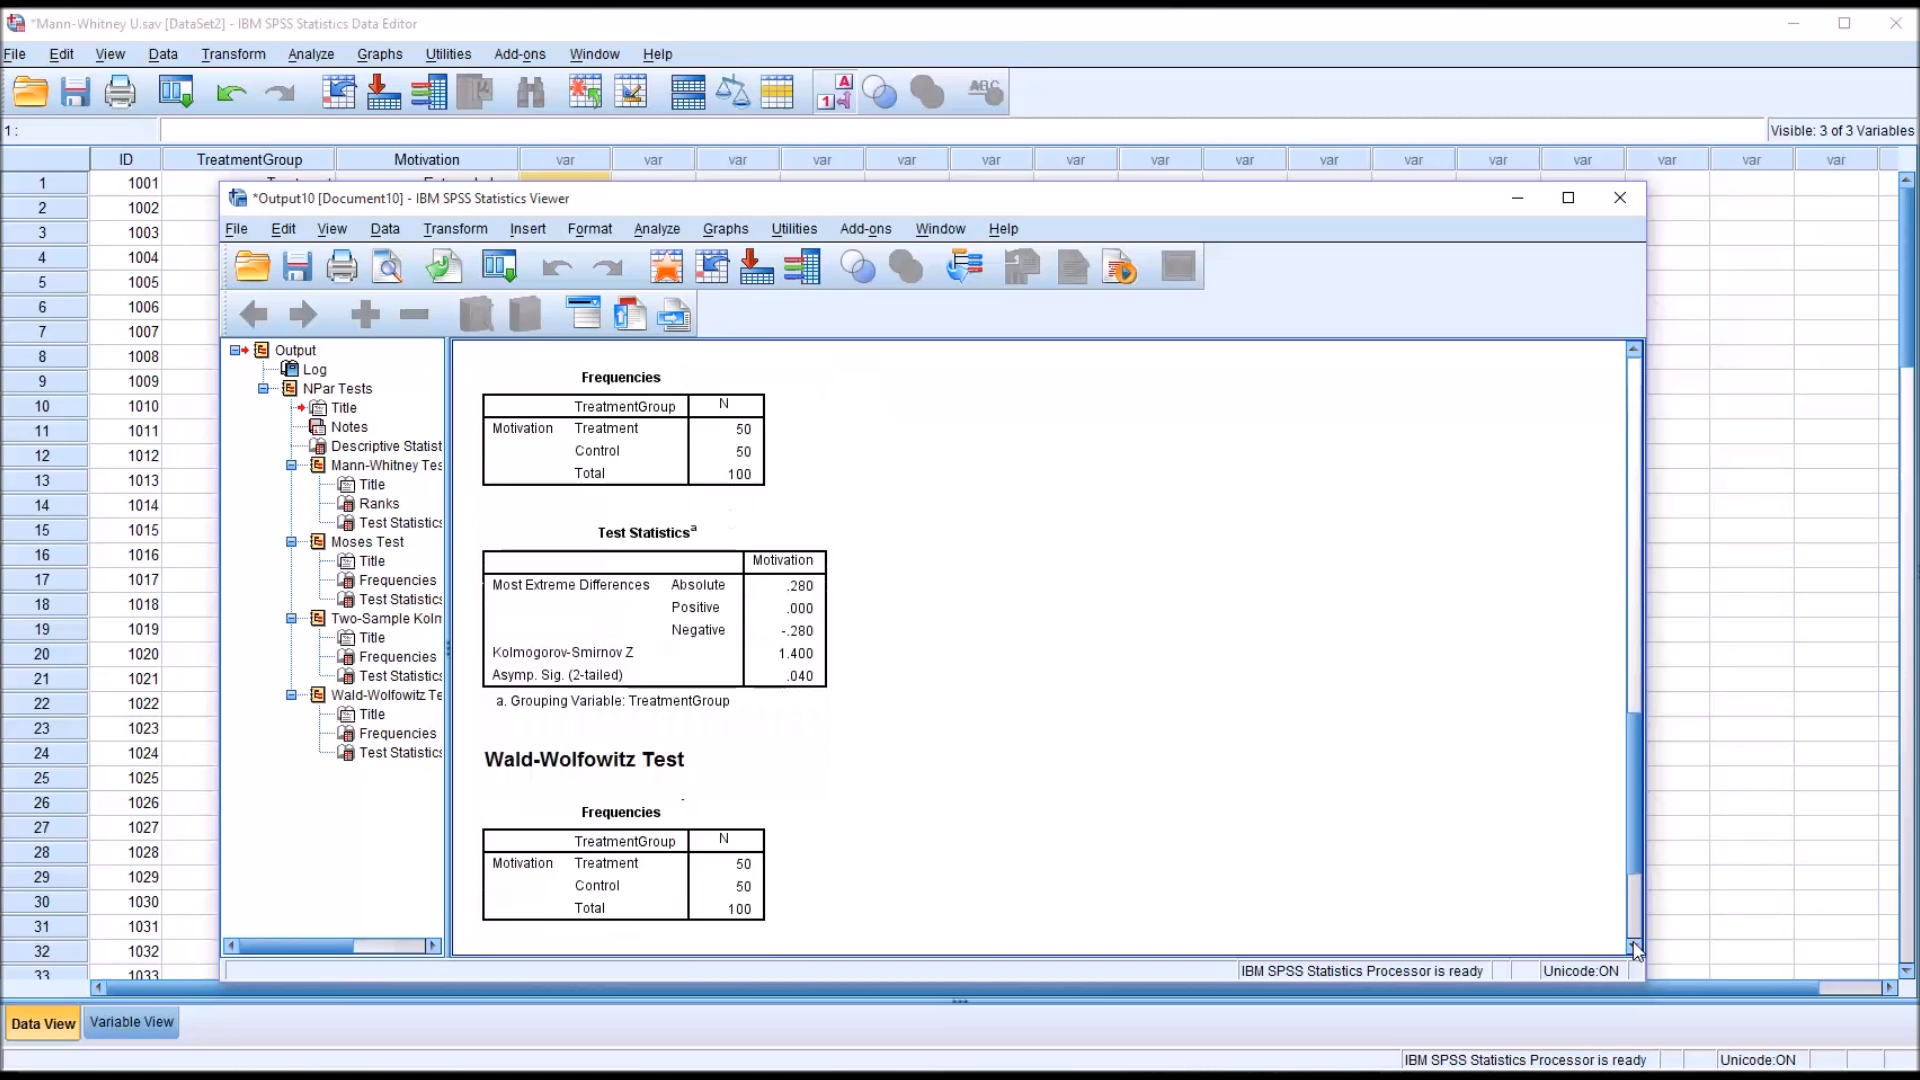 *Mann-Whitney U.sav [DataSet2] - IBM SPSS Statistics Data Editor
File Edit View Data Transform Analyze Graphs Utilities Add-ons Window Help
1 :
Visible: 3 of 3 Variables
ID TreatmentGroup Motivation var var var var var var var var var var var var var var var var
1 1001
2 1002
3 1003
4 1004
5 1005
6 1006
7 1007
8 1008
9 1009
10 1010
11 1011
12 1012
13 1013
14 1014
15 1015
16 1016
17 1017
18 1018
19 1019
20 1020
21 1021
22 1022
23 1023
24 1024
25 1025
26 1026
27 1027
28 1028
29 1029
30 1030
31 1031
32 1032
33 1033
*Output10 [Document10] - IBM SPSS Statistics Viewer
File Edit View Data Transform Insert Format Analyze Graphs Utilities Add-ons Window Help
Output
Log
NPar Tests
Title
Notes
Descriptive Statist
Mann-Whitney Tes
Title
Ranks
Test Statistics
Moses Test
Title
Frequencies
Test Statistics
Two-Sample Kolm
Title
Frequencies
Test Statistics
Wald-Wolfowitz Te
Title
Frequencies
Test Statistics
Frequencies
TreatmentGroup N
Motivation Treatment 50
Control 50
Total 100
Test Statisticsa
Motivation
Most Extreme Differences Absolute .280
Positive .000
Negative -.280
Kolmogorov-Smirnov Z 1.400
Asymp. Sig. (2-tailed) .040
a. Grouping Variable: TreatmentGroup
Wald-Wolfowitz Test
Frequencies
TreatmentGroup N
Motivation Treatment 50
Control 50
Total 100
IBM SPSS Statistics Processor is ready Unicode:ON
Data View Variable View
IBM SPSS Statistics Processor is ready Unicode:ON